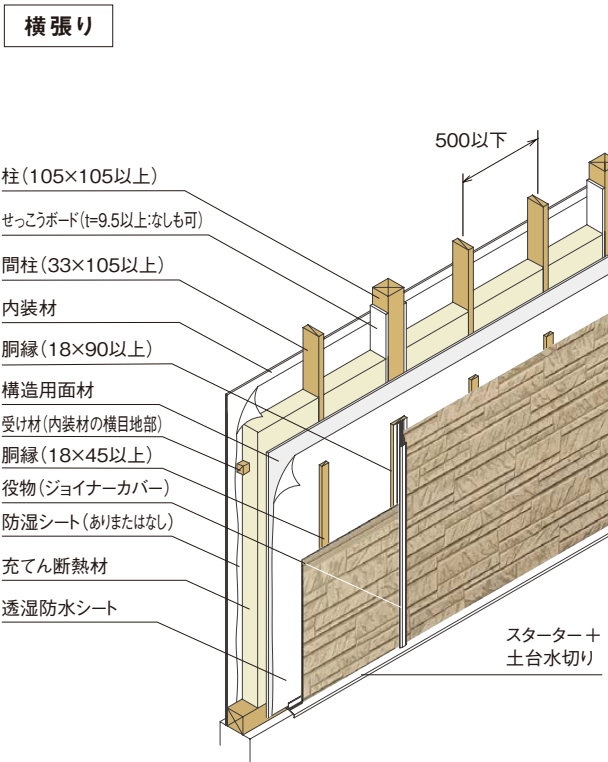 横張り
500以下
柱(105×105以上)
せっこうボード(t=9.5以上:なしも可)
間柱(33×105以上)
内装材
胴縁(18×90以上)
構造用面材
受け材(内装材の横目地部)
胴縁(18×45以上)
役物(ジョイナーカバー)
防湿シート(ありまたはなし)
充てん断熱材
透湿防水シート
スターター+
土台水切り